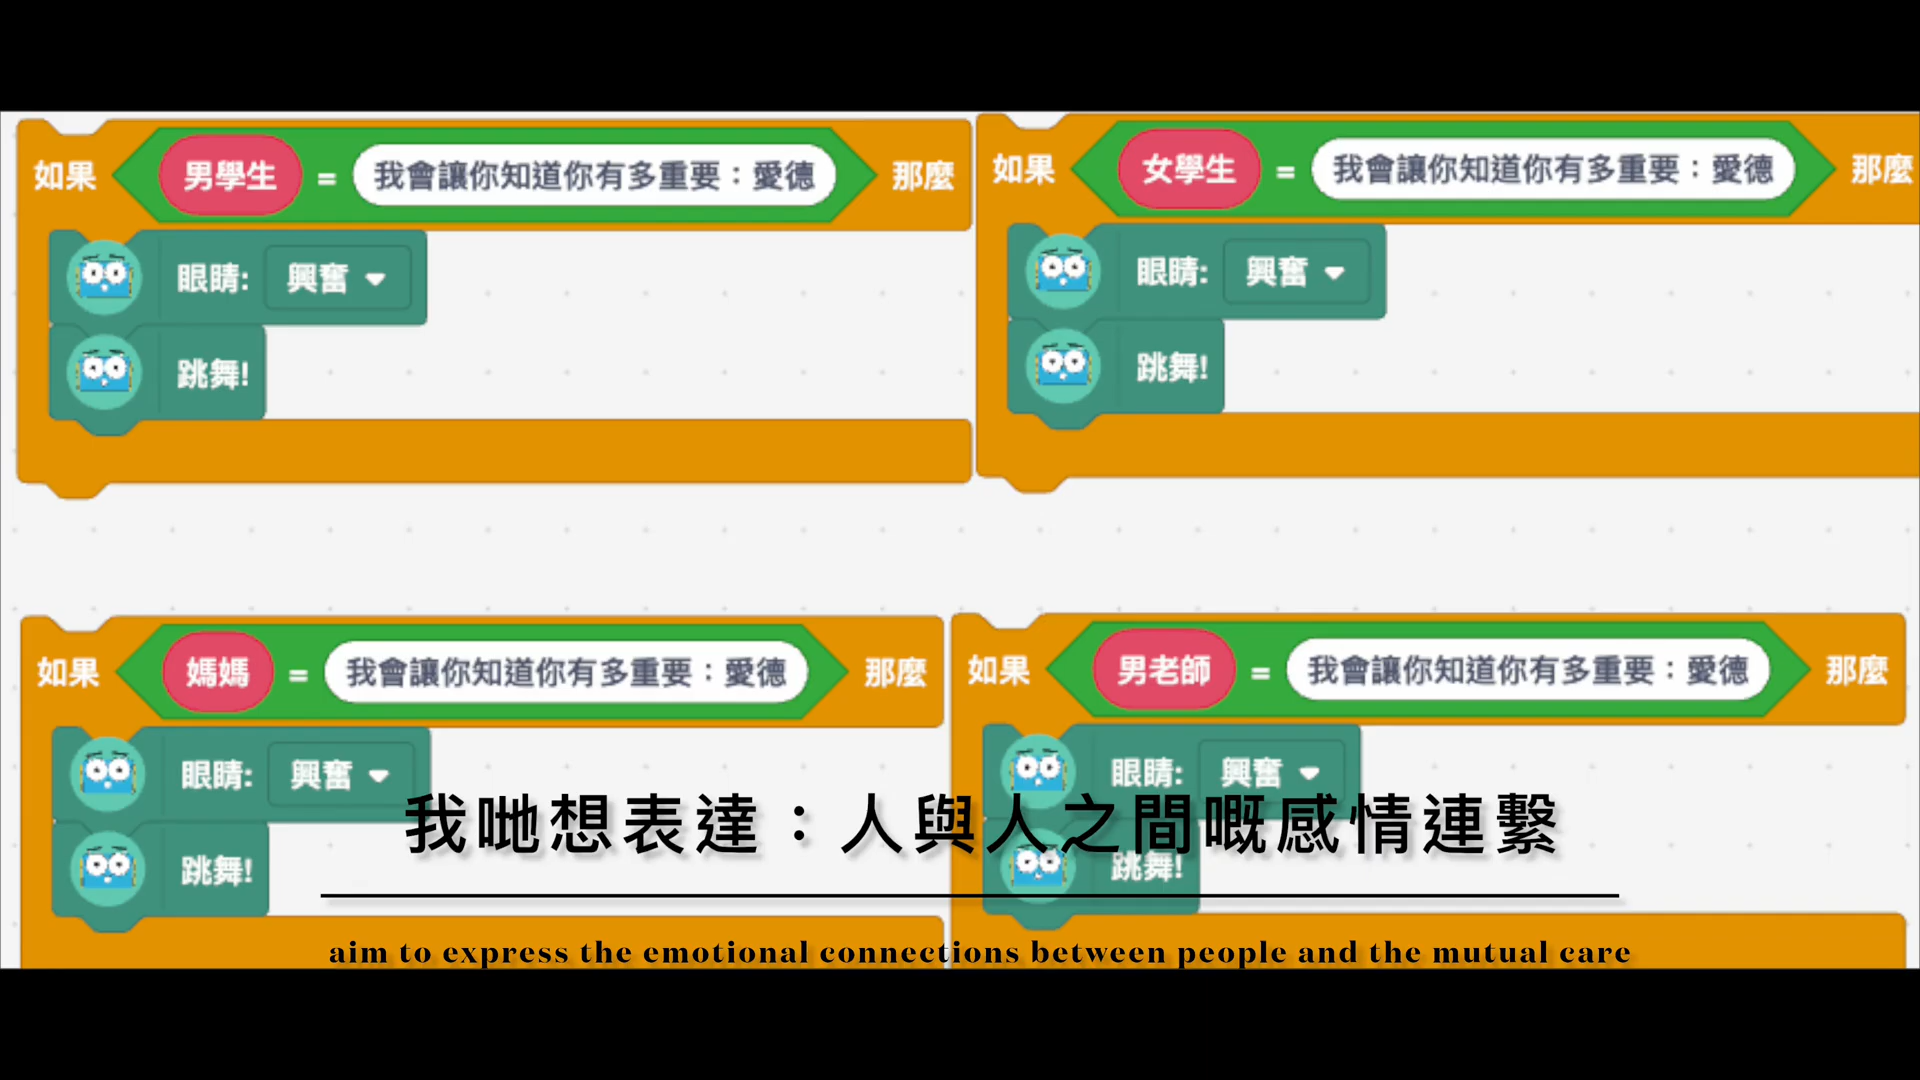 如果 男學生 = 我會讓你知道你有多重要：愛德 那麼
眼睛: 興奮
跳舞!
如果 女學生 = 我會讓你知道你有多重要：愛德 那麼
眼睛: 興奮
跳舞!
如果 媽媽 = 我會讓你知道你有多重要：愛德 那麼
眼睛: 興奮
跳舞!
如果 男老師 = 我會讓你知道你有多重要：愛德 那麼
眼睛: 興奮
跳舞!
我哋想表達：人與人之間嘅感情連繫
aim to express the emotional connections between people and the mutual care